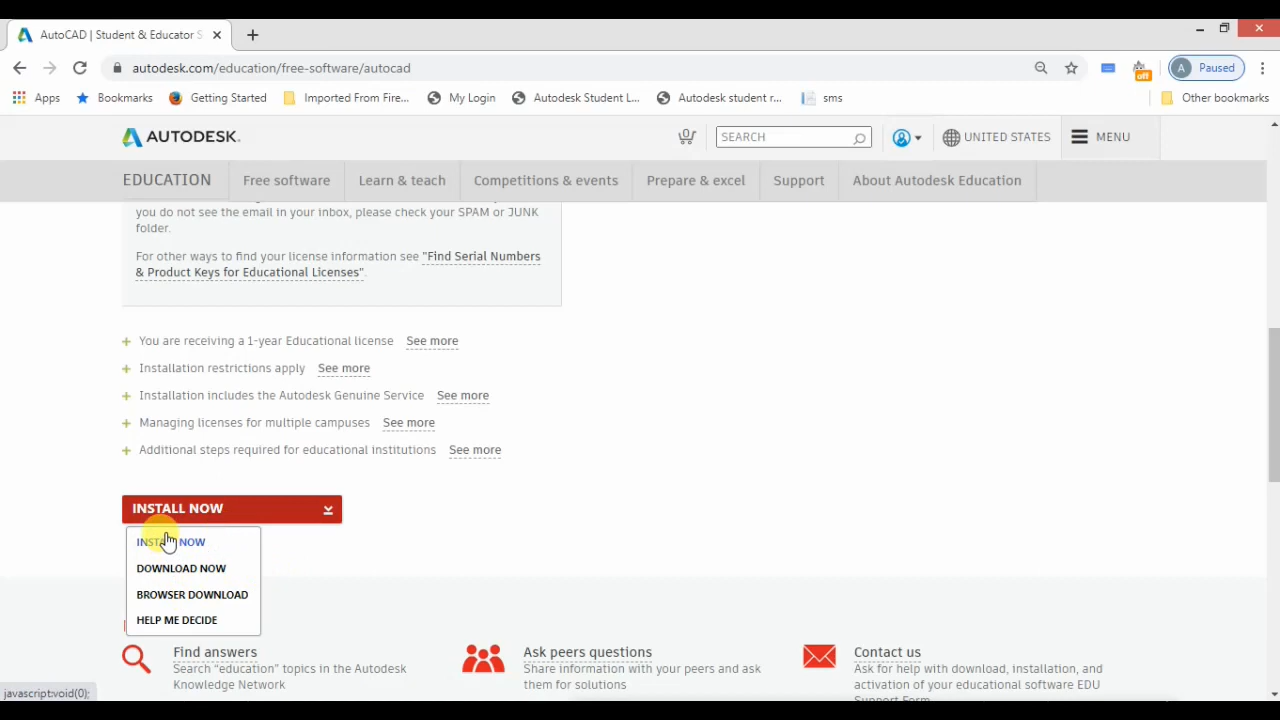 AutoCAD | Student & Educator S
autodesk.com/education/free-software/autocad
A Paused
off
Apps Bookmarks Getting Started Imported From Fire... My Login Autodesk Student L... Autodesk student r... sms Other bookmarks
AUTODESK.
0
SEARCH
UNITED STATES
MENU
EDUCATION Free software Learn & teach Competitions & events Prepare & excel Support About Autodesk Education
you do not see the email in your inbox, please check your SPAM or JUNK
folder.
For other ways to find your license information see "Find Serial Numbers
& Product Keys for Educational Licenses".
+ You are receiving a 1-year Educational license See more
+ Installation restrictions apply See more
+ Installation includes the Autodesk Genuine Service See more
+ Managing licenses for multiple campuses See more
+ Additional steps required for educational institutions See more
INSTALL NOW
NOW
DOWNLOAD NOW
BROWSER DOWNLOAD
HELP ME DECIDE
Find answers
Search "education" topics in the Autodesk
Knowledge Network
Ask peers questions
Share information with your peers and ask
them for solutions
Contact us
Ask for help with download, installation, and
activation of your educational software EDU
Support Form
javascript:void(0);